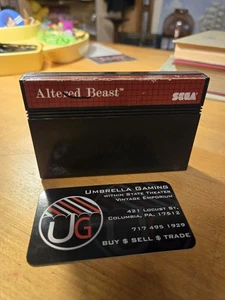 Altered Beast™
SEGA
Umbrella Gaming
within State Theater
Vintage Emporium
421 Locust St.
Columbia, PA. 17512
717 495 1929
Buy $ Sell $ Trade
UG